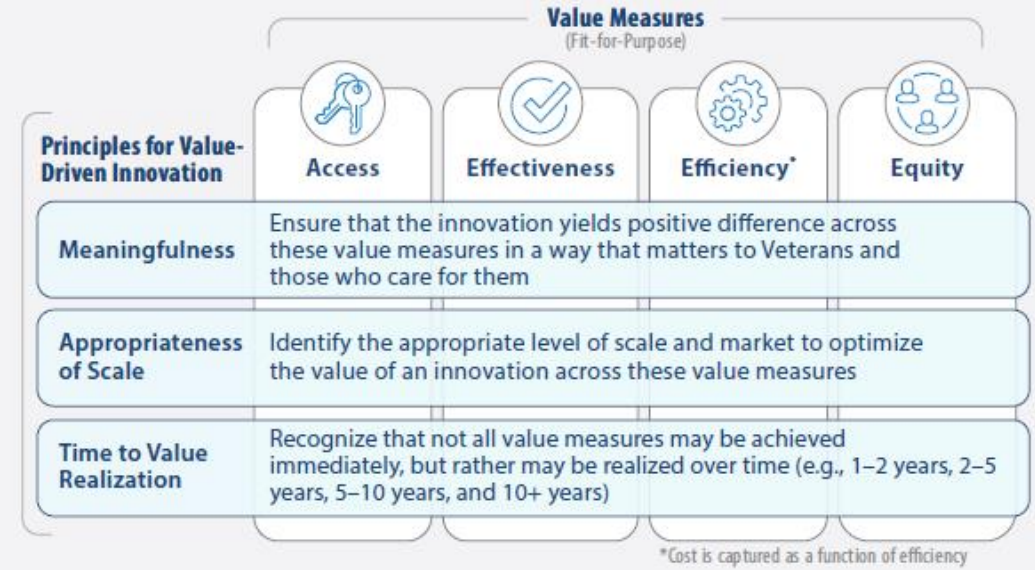 Value Measures
(Fit-for-Purpose)
Principles for Value-
Driven Innovation
Access
Effectiveness
Efficiency*
Equity
Meaningfulness
Ensure that the innovation yields positive difference across
these value measures in a way that matters to Veterans and
those who care for them
Appropriateness
of Scale
Identify the appropriate level of scale and market to optimize
the value of an innovation across these value measures
Time to Value
Realization
Recognize that not all value measures may be achieved
immediately, but rather may be realized over time (e.g., 1–2 years, 2–5
years, 5–10 years, and 10+ years)
*Cost is captured as a function of efficiency